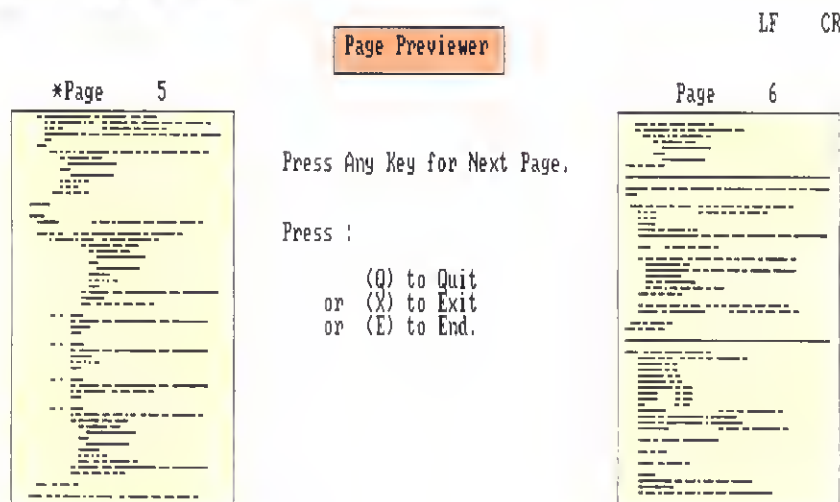 LF CR
Page Previewer
*Page 5
Page 6
Press Any Key for Next Page.
Press :
(Q) to Quit
or (X) to Exit
or (E) to End.